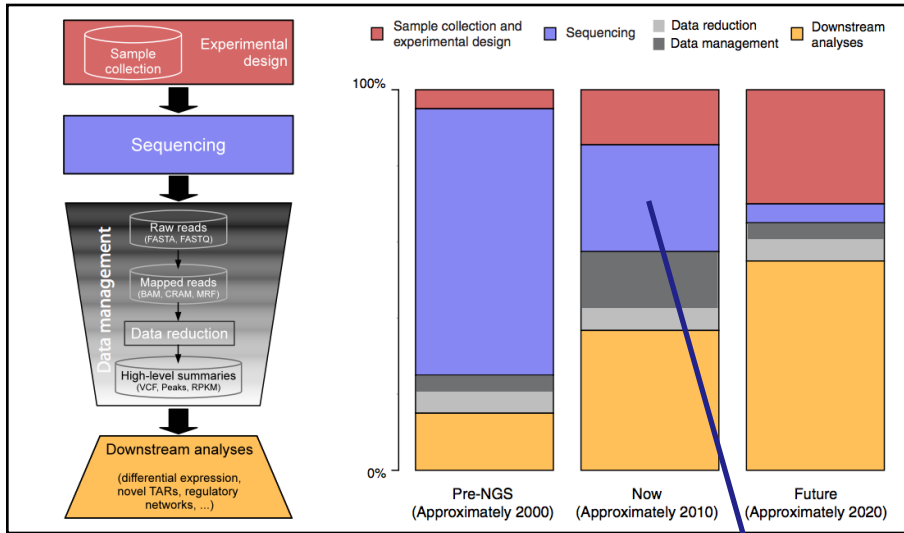 Sample
collection
Experimental
design
Sequencing
Data management
Raw reads
(FASTA, FASTQ)
Mapped reads
(BAM, CRAM, MRF)
Data reduction
High-level summaries
(VCF, Peaks, RPKM)
Downstream analyses
(differential expression,
novel TARs, regulatory
networks, ...)
Sample collection and
experimental design
Sequencing
Data reduction
Data management
Downstream
analyses
100%
0%
Pre-NGS
(Approximately 2000)
Now
(Approximately 2010)
Future
(Approximately 2020)